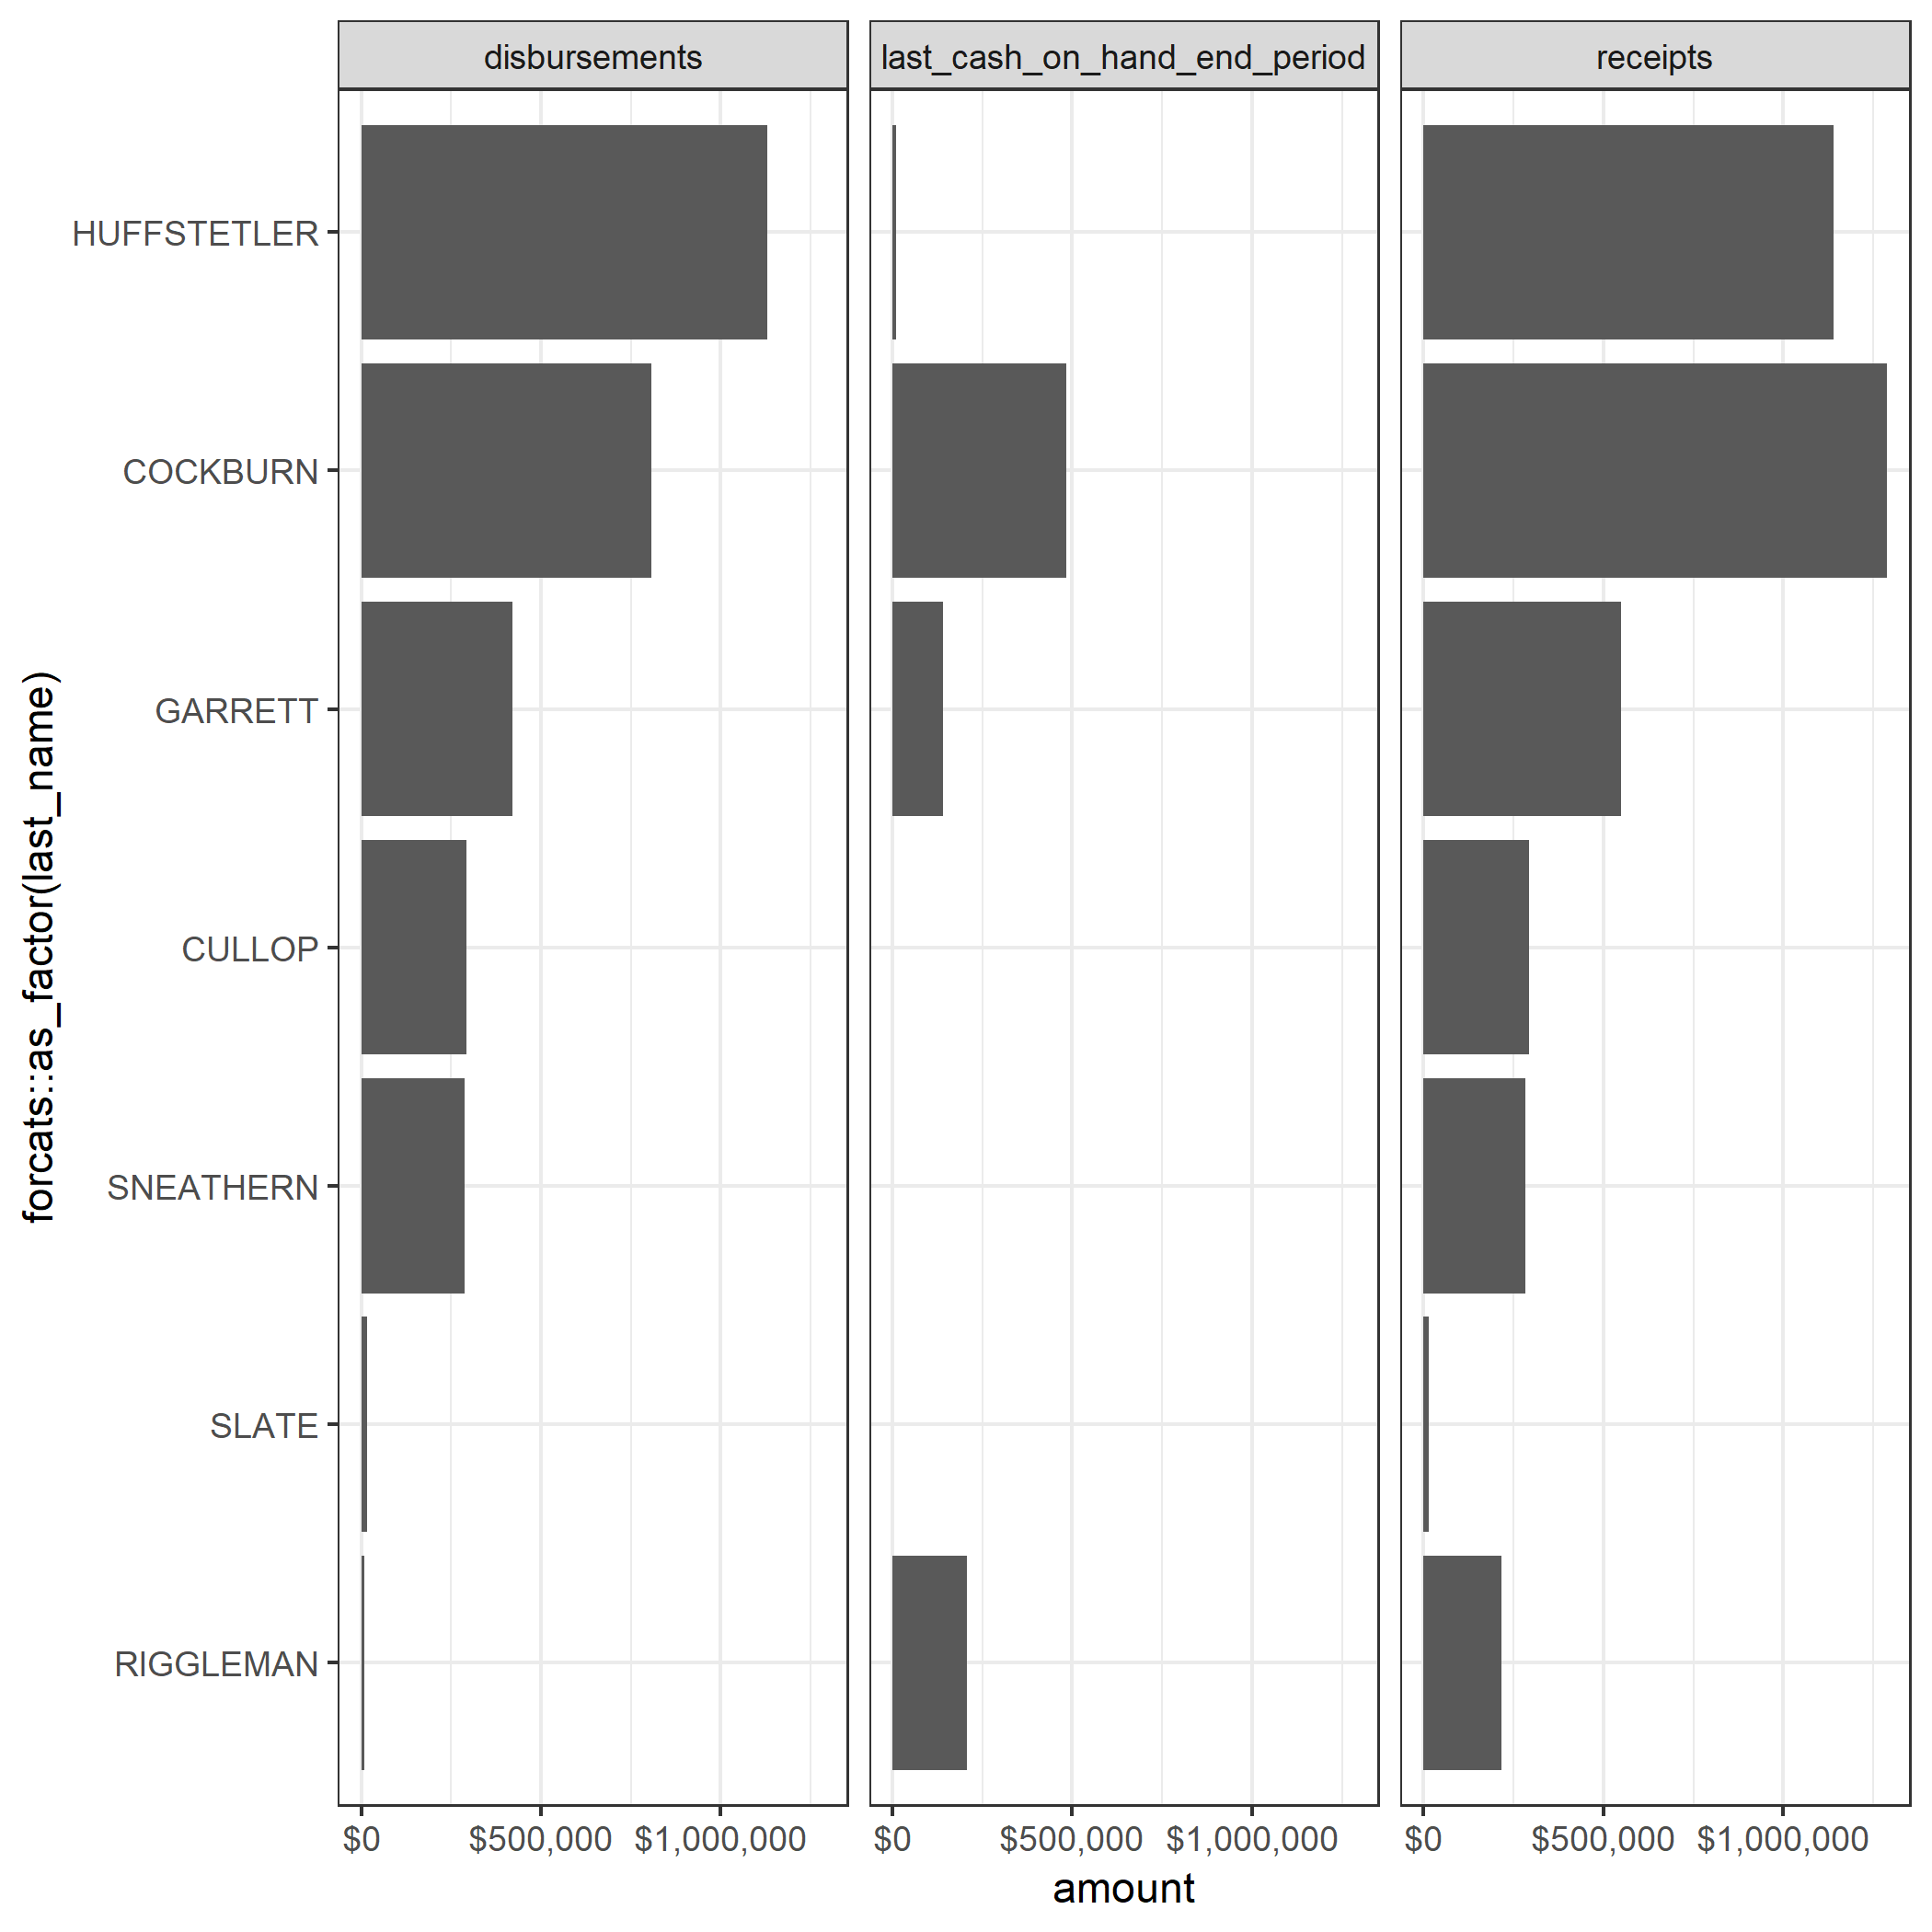 disbursements
last_cash_on_hand_end_period
receipts
forcats::as_factor(last_name)
HUFFSTETLER
COCKBURN
GARRETT
CULLOP
SNEATHERN
SLATE
RIGGLEMAN
$0 $500,000 $1,000,000
$0 $500,000 $1,000,000
$0 $500,000 $1,000,000
amount